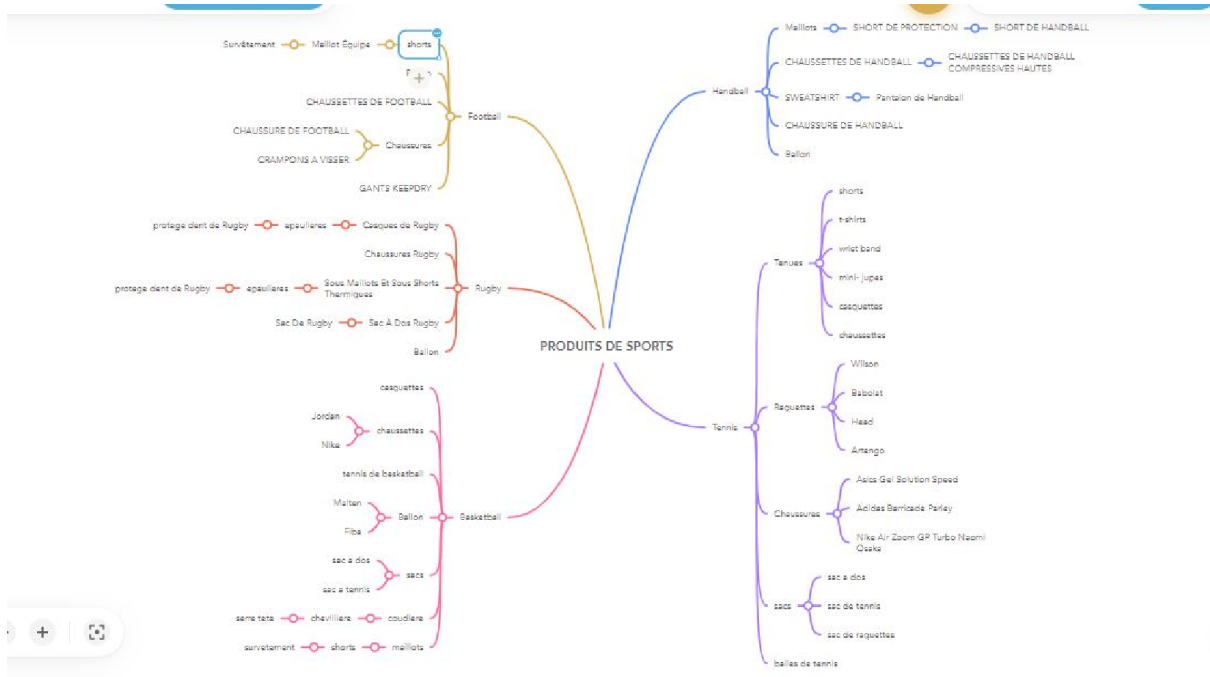 Survêtement
Maillot Équipe
shorts
CHAUSSETTES DE FOOTBALL
CHAUSSURE DE FOOTBALL
CRAMPONS A VISSER
Chaussures
GANTS KEEPDRY
Football
protege dent de Rugby
epaulieres
Casques de Rugby
Chaussures Rugby
protege dent de Rugby
epaulieres
Sous Maillots Et Sous Shorts
Thermiques
Sac De Rugby
Sac À Dos Rugby
Ballon
Rugby
PRODUITS DE SPORTS
casquettes
Jordan
Nike
chaussettes
tennis de basketball
Molten
Fiba
Ballon
sac a dos
sac a tennis
sacs
serre tete
chevilliere
coudiere
survetement
shorts
maillots
Basketball
Handball
Maillots
SHORT DE PROTECTION
SHORT DE HANDBALL
CHAUSSETTES DE HANDBALL
CHAUSSETTES DE HANDBALL
COMPRESSIVES HAUTES
SWEATSHIRT
Pantalon de Handball
CHAUSSURE DE HANDBALL
Ballon
Tennis
Tenues
shorts
t-shirts
wrist band
mini- jupes
casquettes
chaussettes
Raquettes
Wilson
Babolat
Head
Artengo
Chaussures
Asics Gel Solution Speed
Adidas Barricade Parley
Nike Air Zoom GP Turbo Naomi
Osaka
sacs
sac a dos
sac de tennis
sac de raquettes
balles de tennis